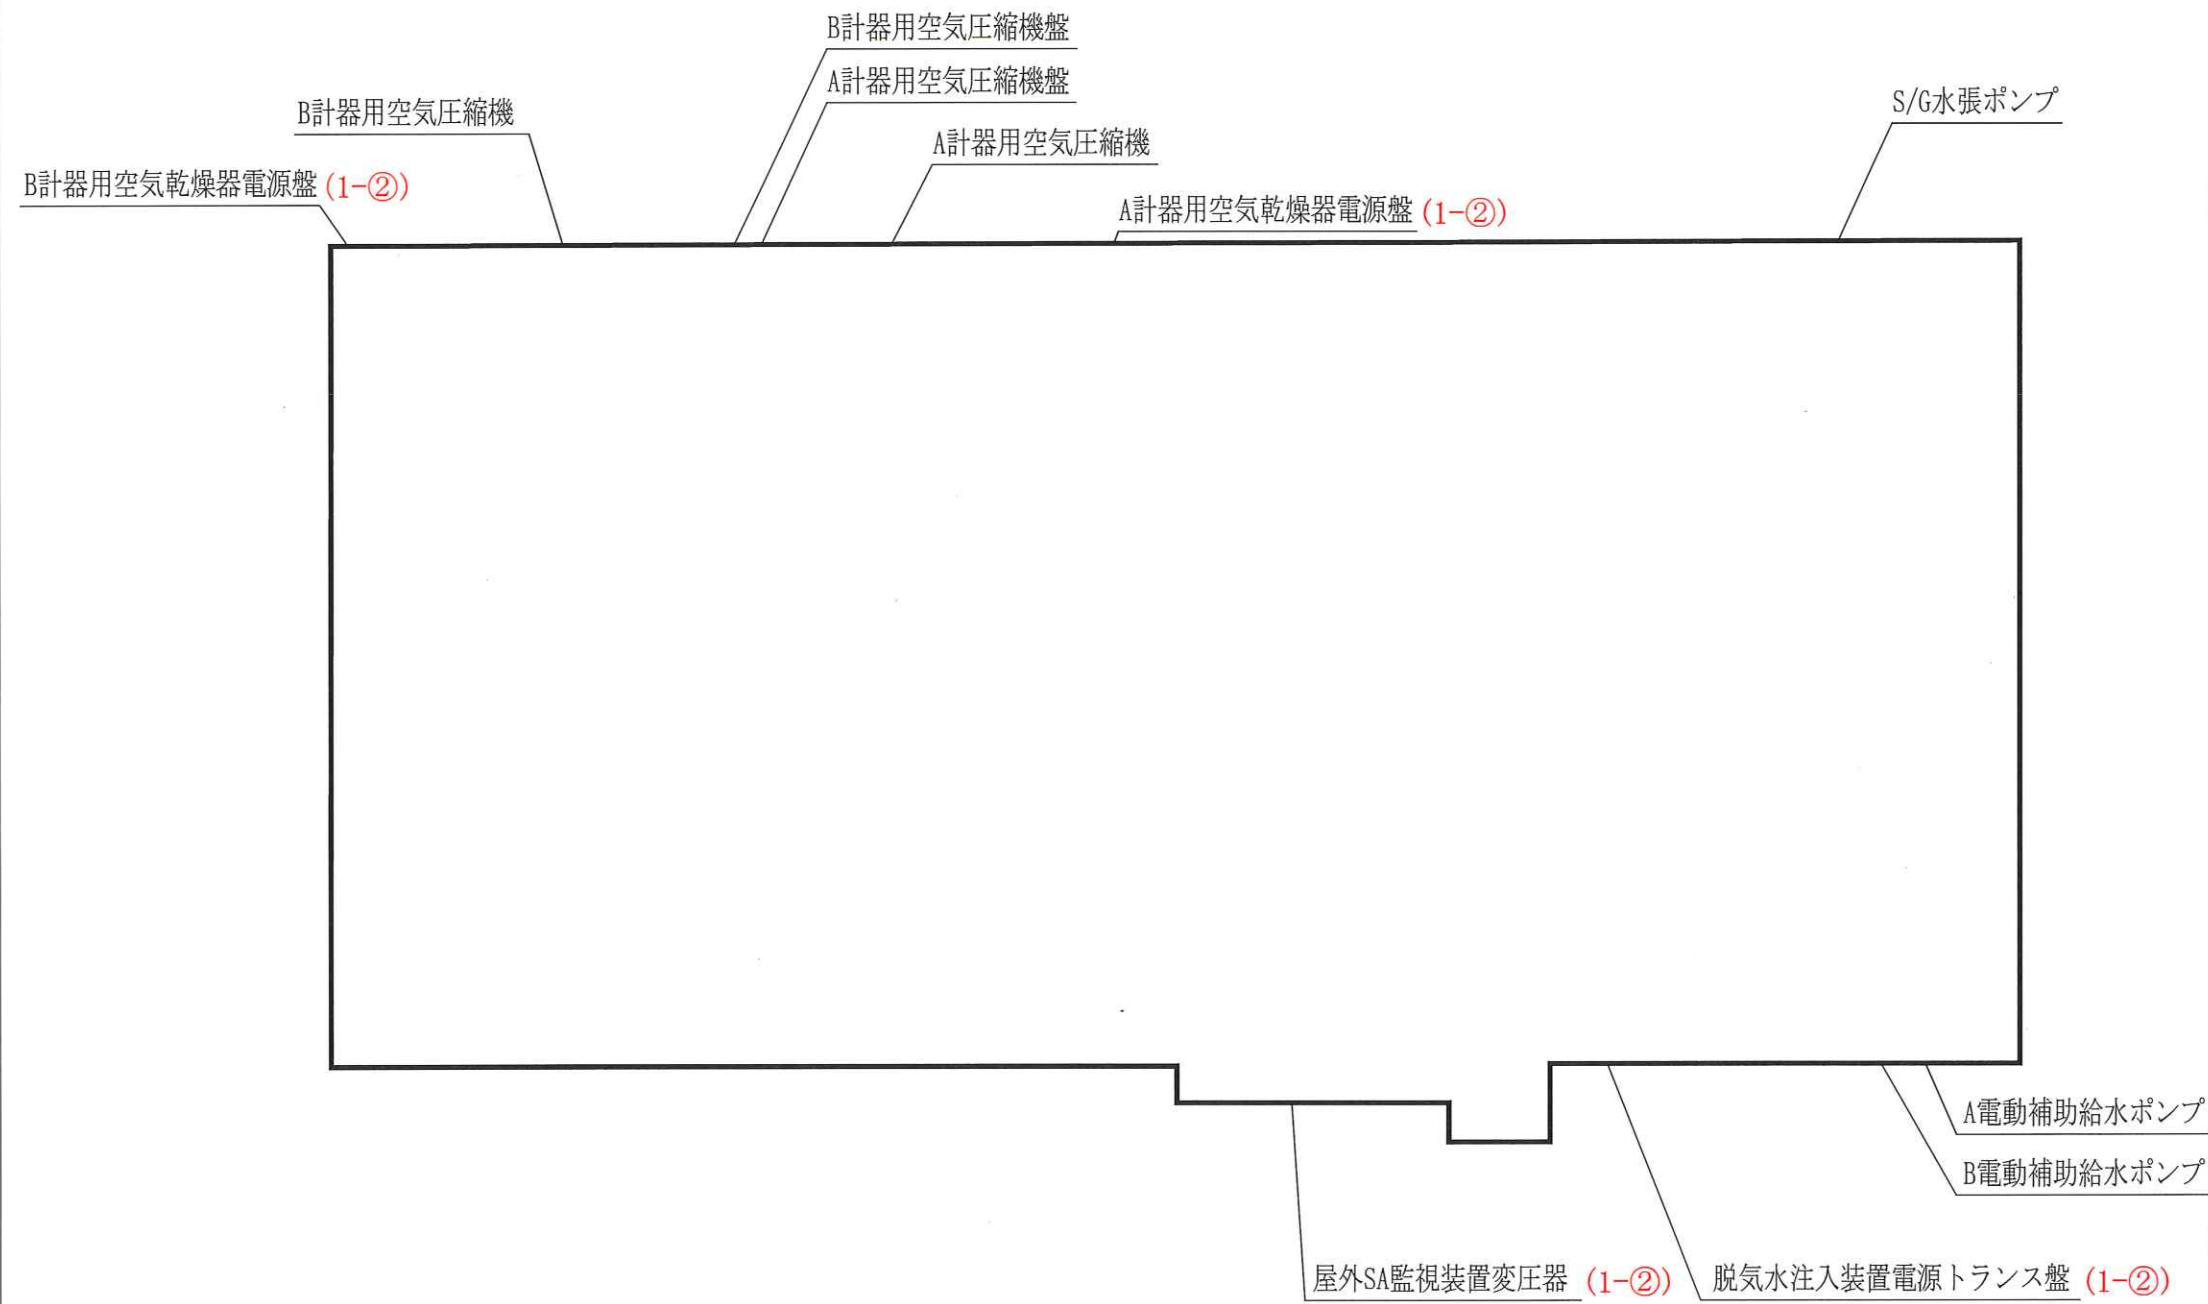 B計器用空気圧縮機盤
A計器用空気圧縮機盤
B計器用空気圧縮機
S/G水張ポンプ
A計器用空気圧縮機
B計器用空気乾燥器電源盤 (1-②)
A計器用空気乾燥器電源盤 (1-②)
A電動補助給水ポンプ
B電動補助給水ポンプ
屋外SA監視装置変圧器 (1-②)
脱気水注入装置電源トランス盤 (1-②)